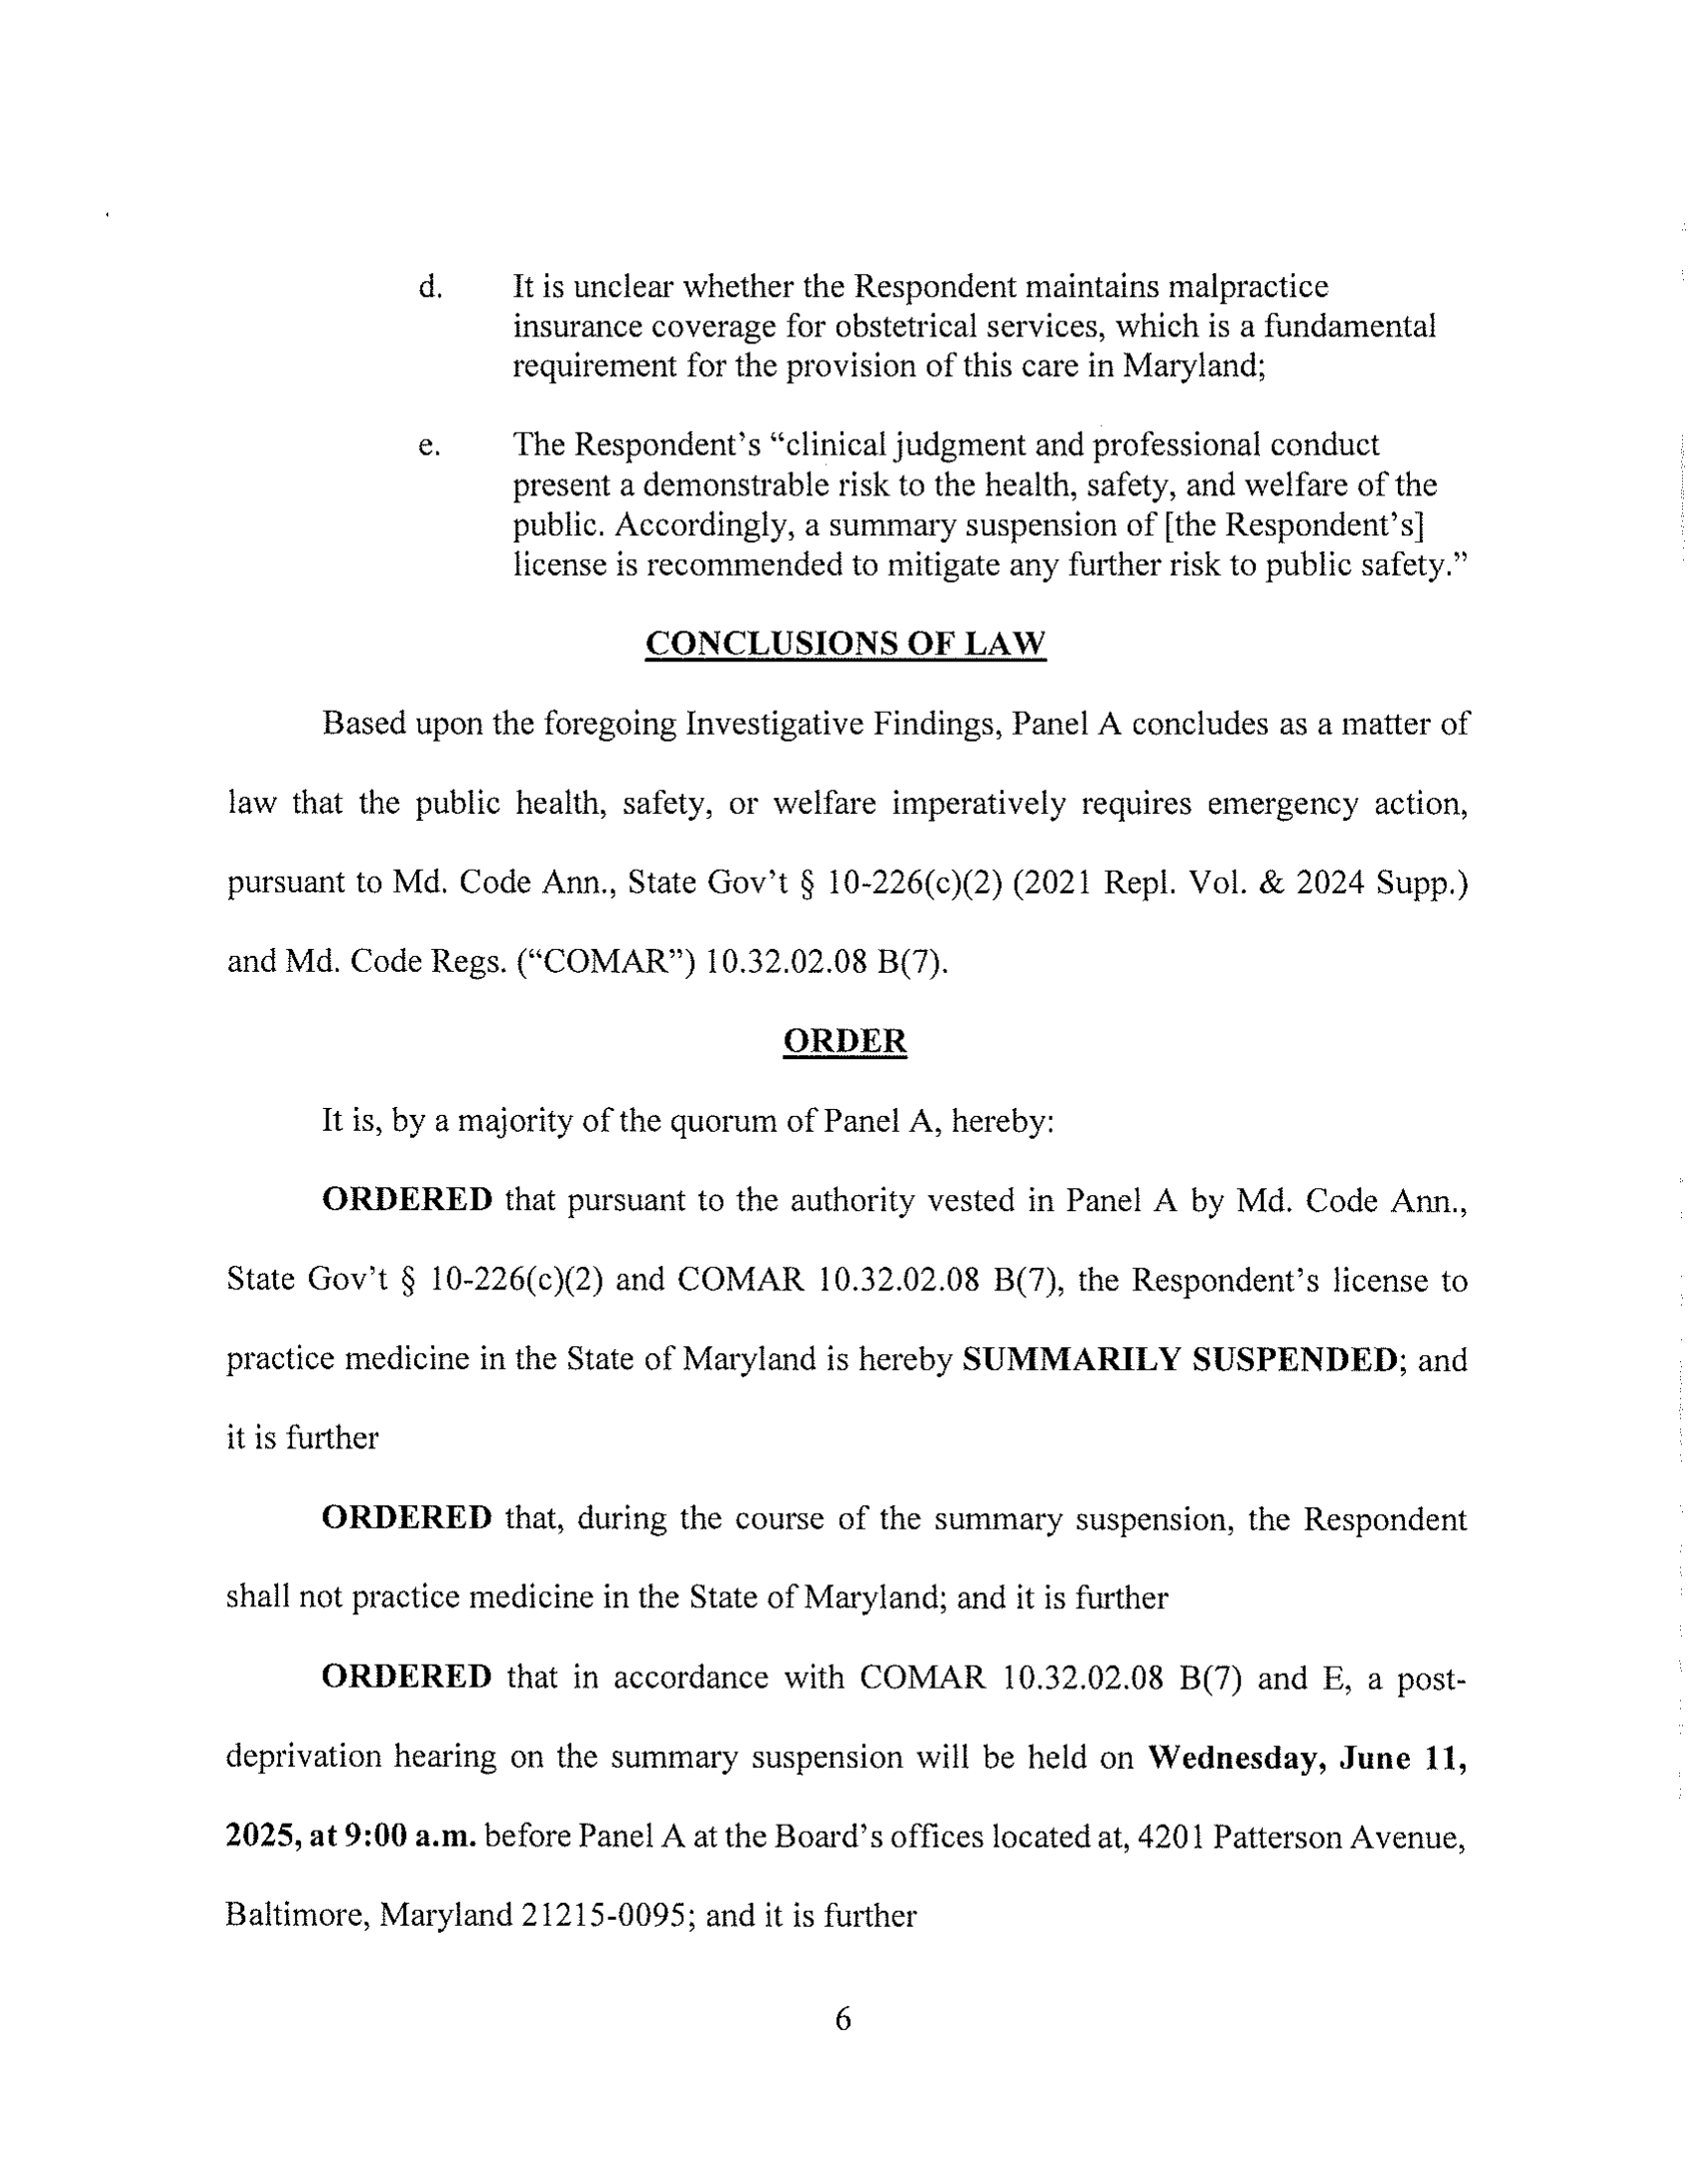 d. It is unclear whether the Respondent maintains malpractice
insurance coverage for obstetrical services, which is a fundamental
requirement for the provision of this care in Maryland;
e. The Respondent's “clinical judgment and professional conduct
present a demonstrable risk to the health, safety, and welfare of the
public. Accordingly, a summary suspension of [the Respondent's]
license is recommended to mitigate any further risk to public safety.”
CONCLUSIONS OF LAW
Based upon the foregoing Investigative Findings, Panel A concludes as a matter of
law that the public health, safety, or welfare imperatively requires emergency action,
pursuant to Md. Code Ann., State Gov't § 10-226(c)(2) (2021 Repl. Vol. & 2024 Supp.)
and Md. Code Regs. (“COMAR”) 10.32.02.08 B(7).
ORDER
It is, by a majority of the quorum of Panel A, hereby:
ORDERED that pursuant to the authority vested in Panel A by Md. Code Ann.,
State Gov't § 10-226(c)(2) and COMAR 10.32.02.08 B(7), the Respondent's license to
practice medicine in the State of Maryland is hereby SUMMARILY SUSPENDED; and
it is further
ORDERED that, during the course of the summary suspension, the Respondent
shall not practice medicine in the State of Maryland; and it is further
ORDERED that in accordance with COMAR 10.32.02.08 B(7) and E, a post-
deprivation hearing on the summary suspension will be held on Wednesday, June 11,
2025, at 9:00 a.m. before Panel A at the Board's offices located at, 4201 Patterson Avenue,
Baltimore, Maryland 21215-0095; and it is further
6